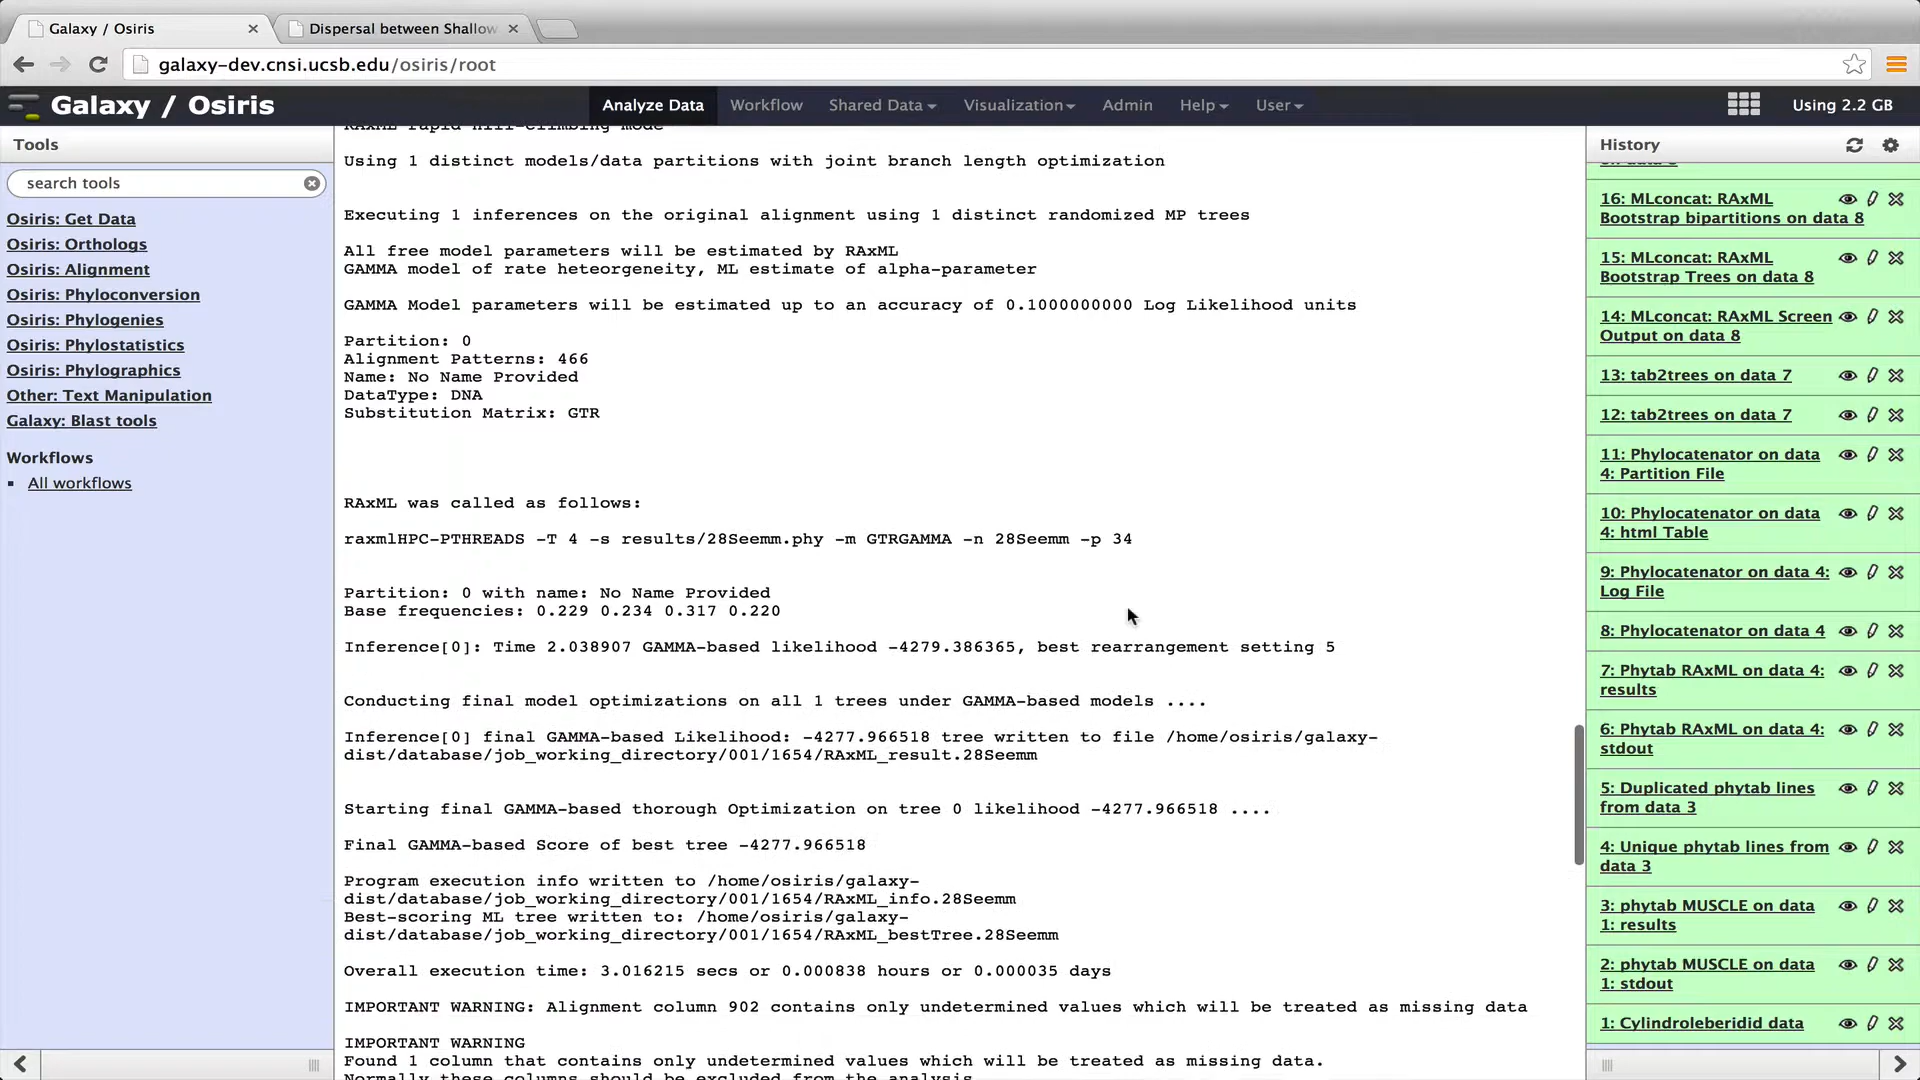 Galaxy / Osiris
Dispersal between Shallow
galaxy-dev.cnsi.ucsb.edu/osiris/root
Galaxy / Osiris
Analyze Data
Workflow
Shared Data
Visualization
Admin
Help
User
Using 2.2 GB
Tools
search tools
Osiris: Get Data
Osiris: Orthologs
Osiris: Alignment
Osiris: Phyloconversion
Osiris: Phylogenies
Osiris: Phylostatistics
Osiris: Phylographics
Other: Text Manipulation
Galaxy: Blast tools
Workflows
All workflows
RAxML rapid hill-climbing mode
Using 1 distinct models/data partitions with joint branch length optimization
Executing 1 inferences on the original alignment using 1 distinct randomized MP trees
All free model parameters will be estimated by RAxML
GAMMA model of rate heteorgeneity, ML estimate of alpha-parameter
GAMMA Model parameters will be estimated up to an accuracy of 0.1000000000 Log Likelihood units
Partition: 0
Alignment Patterns: 466
Name: No Name Provided
DataType: DNA
Substitution Matrix: GTR
RAxML was called as follows:
raxmlHPC-PTHREADS -T 4 -s results/28Seemm.phy -m GTRGAMMA -n 28Seemm -p 34
Partition: 0 with name: No Name Provided
Base frequencies: 0.229 0.234 0.317 0.220
Inference[0]: Time 2.038907 GAMMA-based likelihood -4279.386365, best rearrangement setting 5
Conducting final model optimizations on all 1 trees under GAMMA-based models ....
Inference[0] final GAMMA-based Likelihood: -4277.966518 tree written to file /home/osiris/galaxy-
dist/database/job_working_directory/001/1654/RAxML_result.28Seemm
Starting final GAMMA-based thorough Optimization on tree 0 likelihood -4277.966518 ....
Final GAMMA-based Score of best tree -4277.966518
Program execution info written to /home/osiris/galaxy-
dist/database/job_working_directory/001/1654/RAxML_info.28Seemm
Best-scoring ML tree written to: /home/osiris/galaxy-
dist/database/job_working_directory/001/1654/RAxML_bestTree.28Seemm
Overall execution time: 3.016215 secs or 0.000838 hours or 0.000035 days
IMPORTANT WARNING: Alignment column 902 contains only undetermined values which will be treated as missing data
IMPORTANT WARNING
Found 1 column that contains only undetermined values which will be treated as missing data.
Normally these columns should be excluded from the analysis.
History
on data 8
16: MLconcat: RAxML
Bootstrap bipartitions on data 8
15: MLconcat: RAxML
Bootstrap Trees on data 8
14: MLconcat: RAxML Screen
Output on data 8
13: tab2trees on data 7
12: tab2trees on data 7
11: Phylocatenator on data
4: Partition File
10: Phylocatenator on data
4: html Table
9: Phylocatenator on data 4:
Log File
8: Phylocatenator on data 4
7: Phytab RAxML on data 4:
results
6: Phytab RAxML on data 4:
stdout
5: Duplicated phytab lines
from data 3
4: Unique phytab lines from
data 3
3: phytab MUSCLE on data
1: results
2: phytab MUSCLE on data
1: stdout
1: Cylindroleberidid data